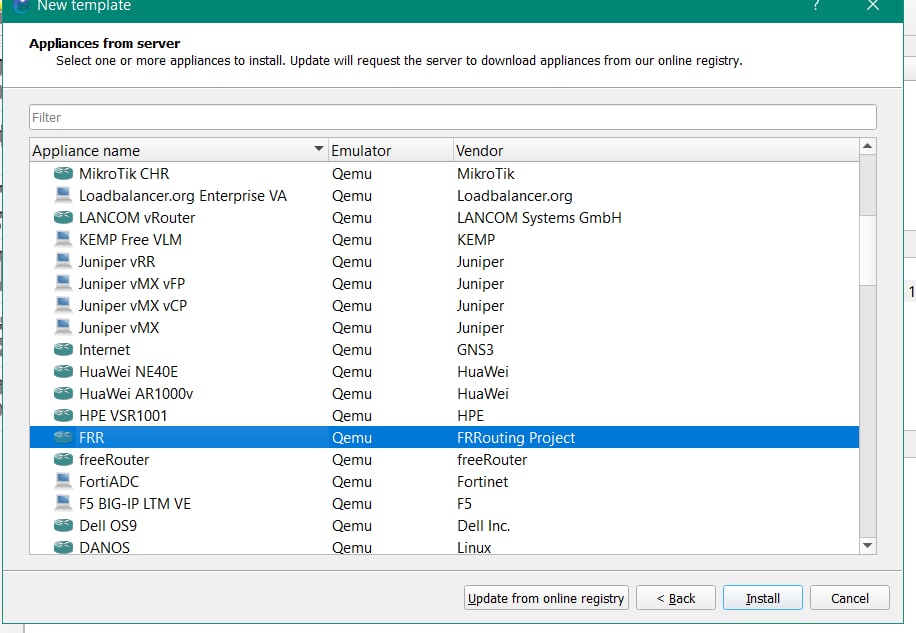 New template
?
Appliances from server
Select one or more appliances to install. Update will request the server to download appliances from our online registry.
Filter
Appliance name Emulator Vendor
MikroTik CHR Qemu MikroTik
Loadbalancer.org Enterprise VA Qemu Loadbalancer.org
LANCOM vRouter Qemu LANCOM Systems GmbH
KEMP Free VLM Qemu KEMP
Juniper vRR Qemu Juniper
Juniper vMX vFP Qemu Juniper
Juniper vMX vCP Qemu Juniper
Juniper vMX Qemu Juniper
Internet Qemu GNS3
HuaWei NE40E Qemu HuaWei
HuaWei AR1000v Qemu HuaWei
HPE VSR1001 Qemu HPE
FRR Qemu FRRouting Project
freeRouter Qemu freeRouter
FortiADC Qemu Fortinet
F5 BIG-IP LTM VE Qemu F5
Dell OS9 Qemu Dell Inc.
DANOS Qemu Linux
Update from online registry < Back Install Cancel
1